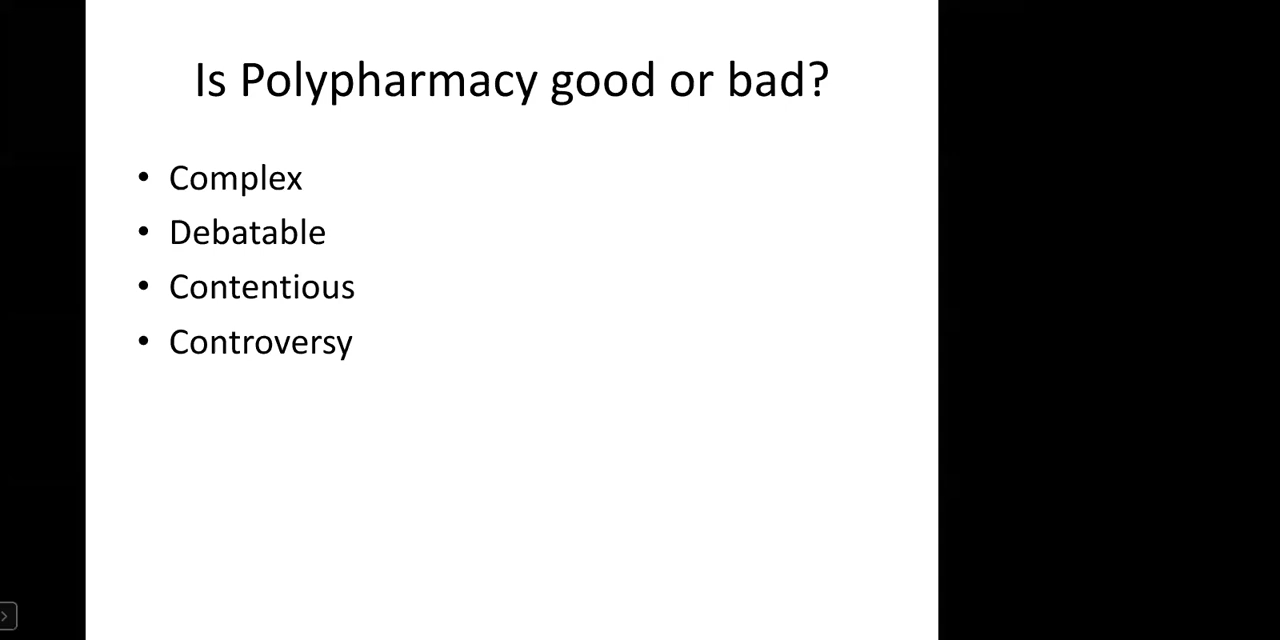 Is Polypharmacy good or bad?
• Complex
• Debatable
• Contentious
• Controversy